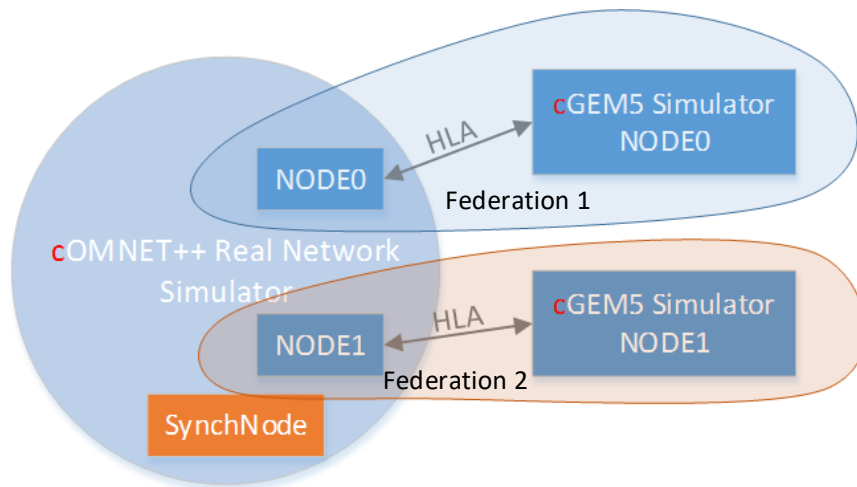 cGEM5 Simulator
NODE0
HLA
NODE0
Federation 1
cOMNET++ Real Network
Simulator
cGEM5 Simulator
NODE1
HLA
NODE1
Federation 2
SynchNode